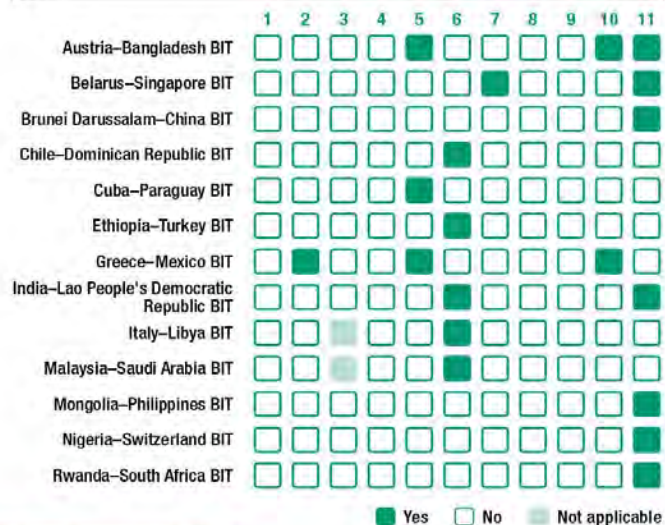 1 2 3 4 5 6 7 8 9 10 11
Austria–Bangladesh BIT
Belarus–Singapore BIT
Brunei Darussalam–China BIT
Chile–Dominican Republic BIT
Cuba–Paraguay BIT
Ethiopia–Turkey BIT
Greece–Mexico BIT
India–Lao People's Democratic
Republic BIT
Italy–Libya BIT
Malaysia–Saudi Arabia BIT
Mongolia–Philippines BIT
Nigeria–Switzerland BIT
Rwanda–South Africa BIT
Yes No Not applicable